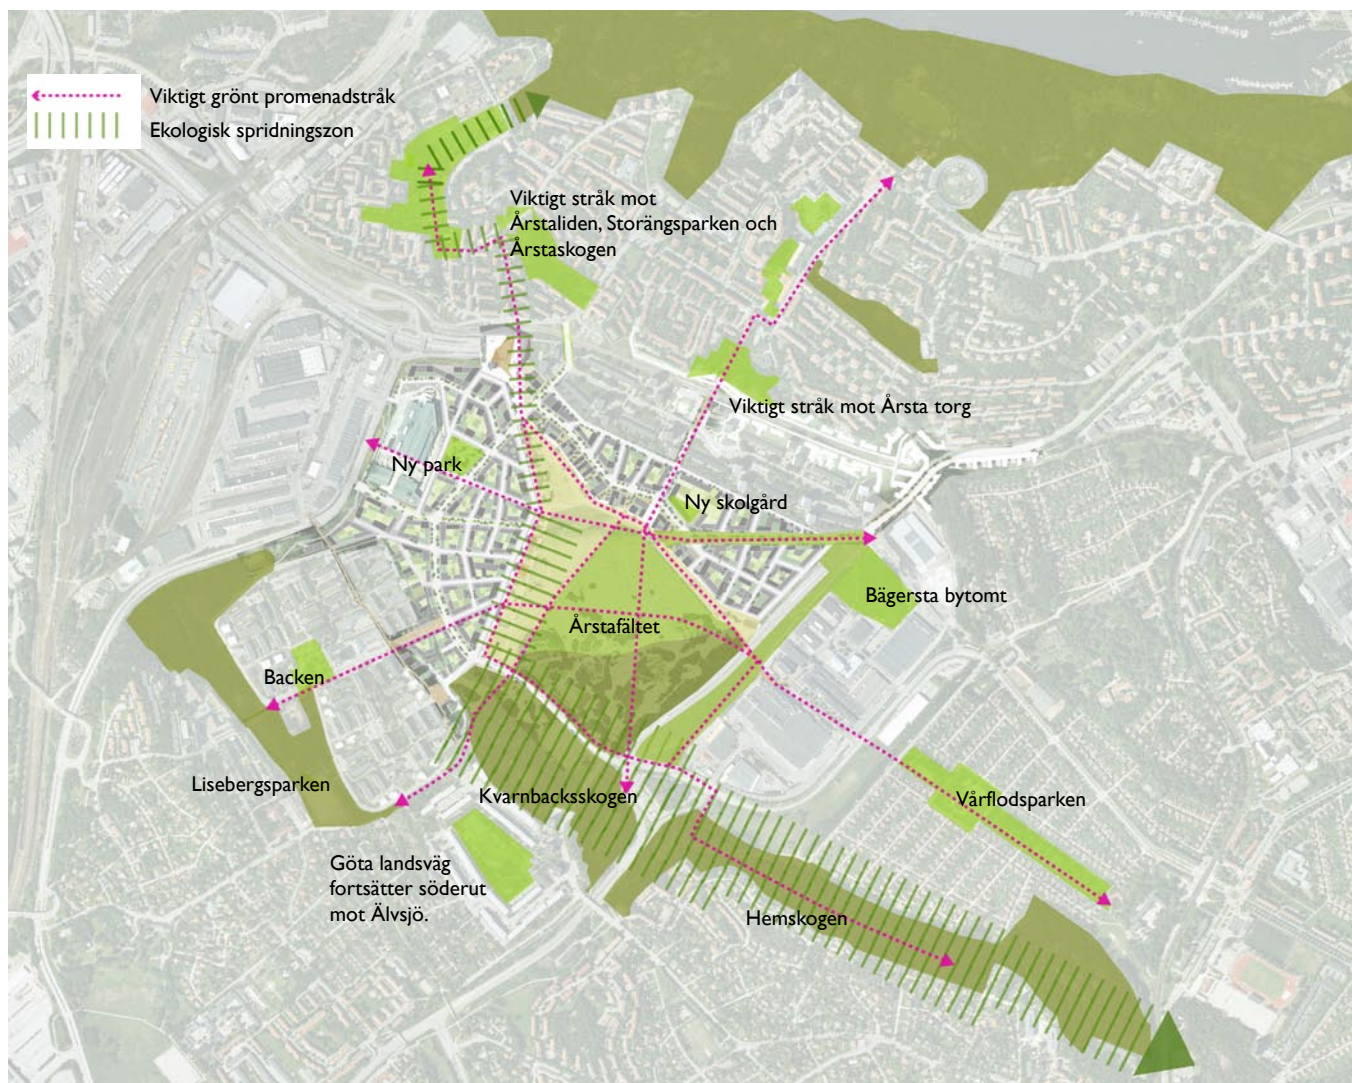 Viktigt grönt promenadstråk
Ekologisk spridningszon
Viktigt stråk mot
Årstaliden, Storängsparken och
Årstaskogen
Viktigt stråk mot Årsta torg
Ny park
Ny skolgård
Bägersta bytomt
Årstafältet
Backen
Lisebergsparken
Kvarnbacksskogen
Vårflodsparken
Göta landsväg
fortsätter söderut
mot Älvsjö.
Hemskogen